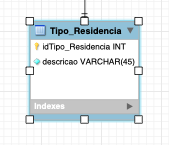 Tipo_Residencia
idTipo_Residencia INT
descricao VARCHAR(45)
Indexes